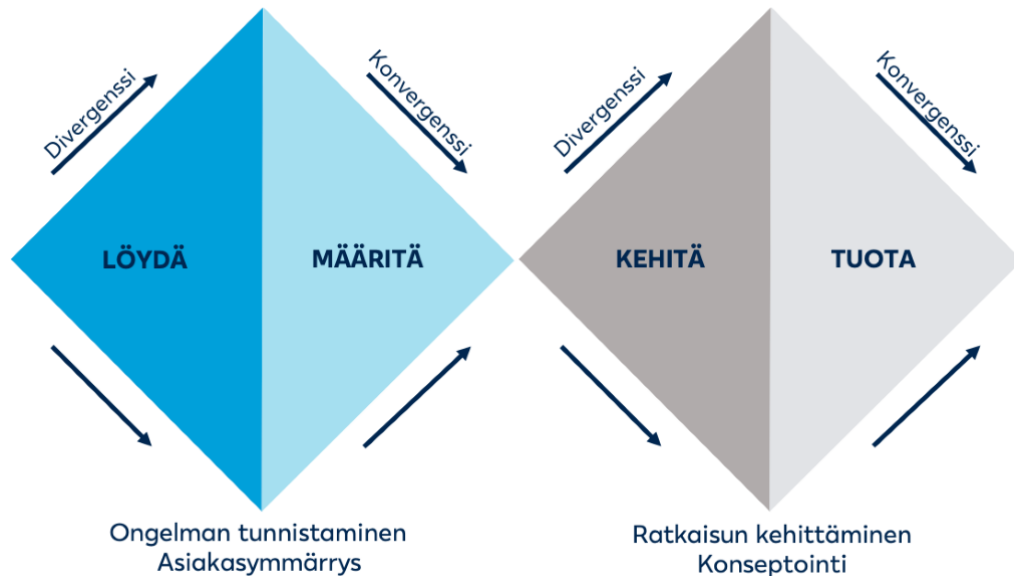 Divergenssi
Konvergenssi
Divergenssi
Konvergenssi
LÖYDÄ
MÄÄRITÄ
KEHITÄ
TUOTA
Ongelman tunnistaminen
Asiakasymmärrys
Ratkaisun kehittäminen
Konseptointi